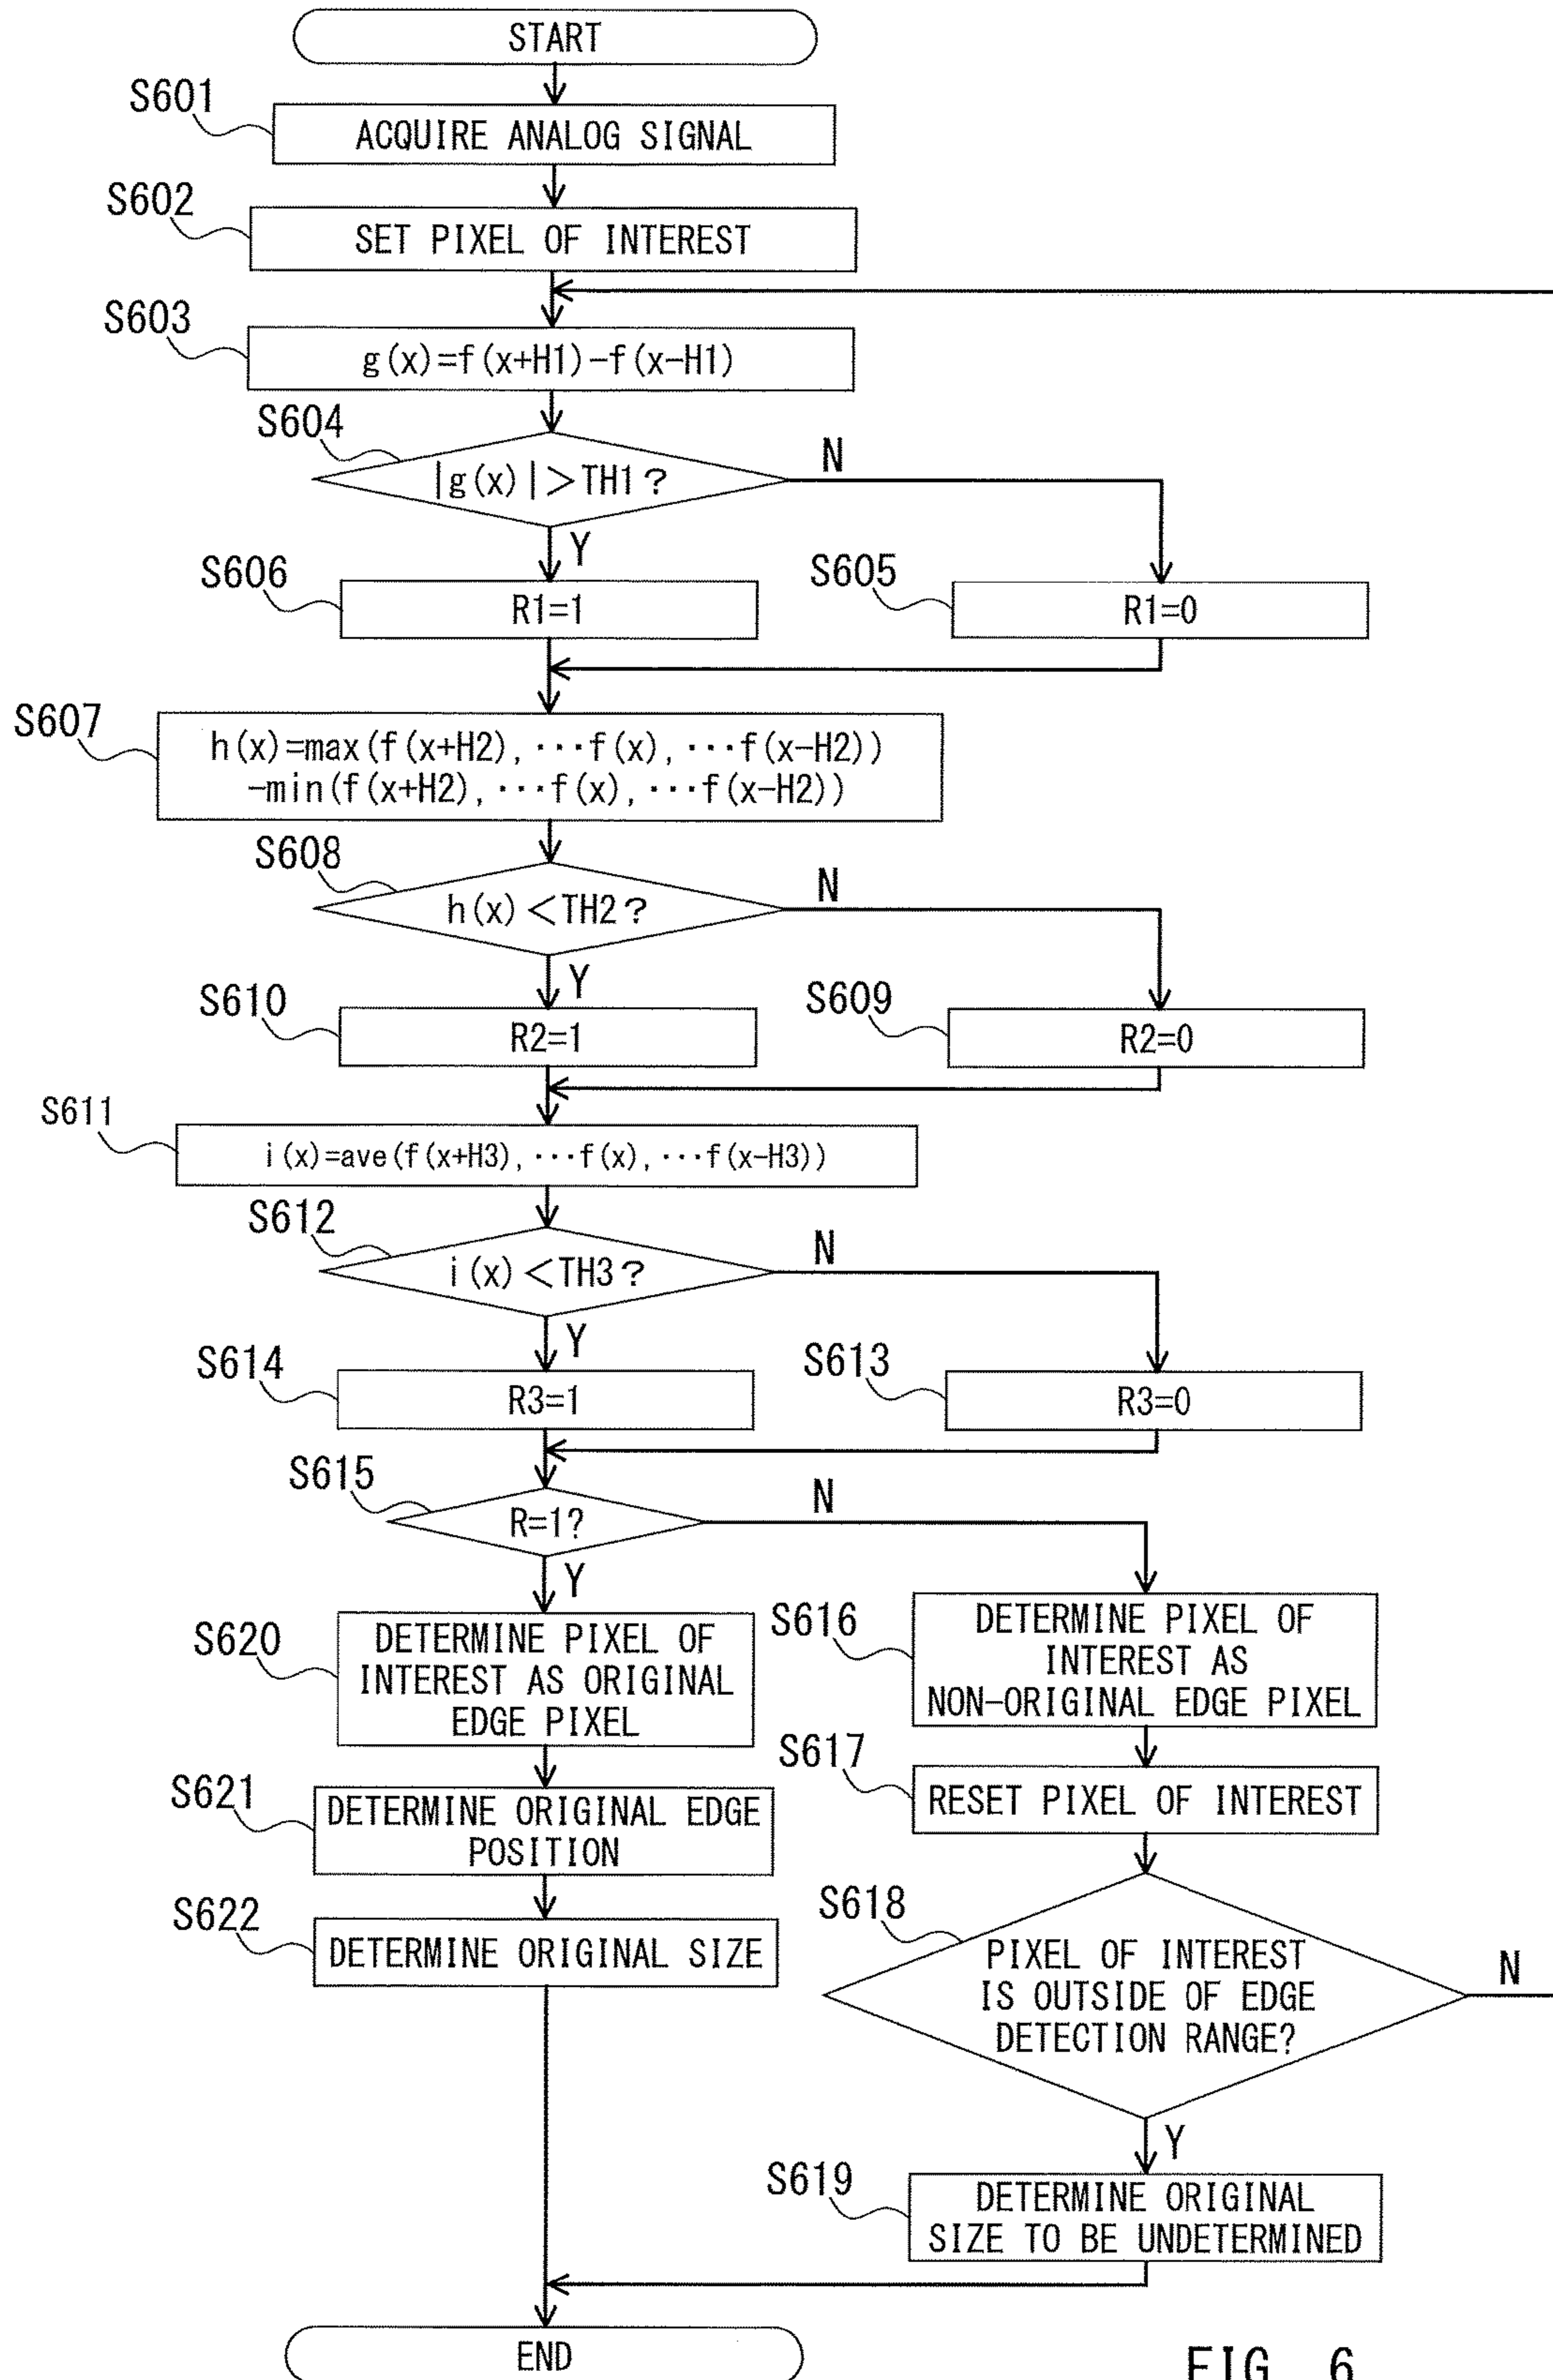 START
S601
ACQUIRE ANALOG SIGNAL
S602
SET PIXEL OF INTEREST
S603
g(x)=f(x+H1)-f(x-H1)
S604
|g(x)|>TH1?
N
Y
S606
R1=1
S605
R1=0
S607
h(x)=max(f(x+H2),···f(x),···f(x-H2))
-min(f(x+H2),···f(x),···f(x-H2))
S608
h(x)<TH2?
N
Y
S610
R2=1
S609
R2=0
S611
i(x)=ave(f(x+H3),···f(x),···f(x-H3))
S612
i(x)<TH3?
N
Y
S614
R3=1
S613
R3=0
S615
R=1?
N
Y
S620
DETERMINE PIXEL OF
INTEREST AS ORIGINAL
EDGE PIXEL
S616
DETERMINE PIXEL OF
INTEREST AS
NON-ORIGINAL EDGE PIXEL
S617
RESET PIXEL OF INTEREST
S621
DETERMINE ORIGINAL EDGE
POSITION
S622
DETERMINE ORIGINAL SIZE
S618
PIXEL OF INTEREST
IS OUTSIDE OF EDGE
DETECTION RANGE?
N
Y
S619
DETERMINE ORIGINAL
SIZE TO BE UNDETERMINED
END
FIG. 6